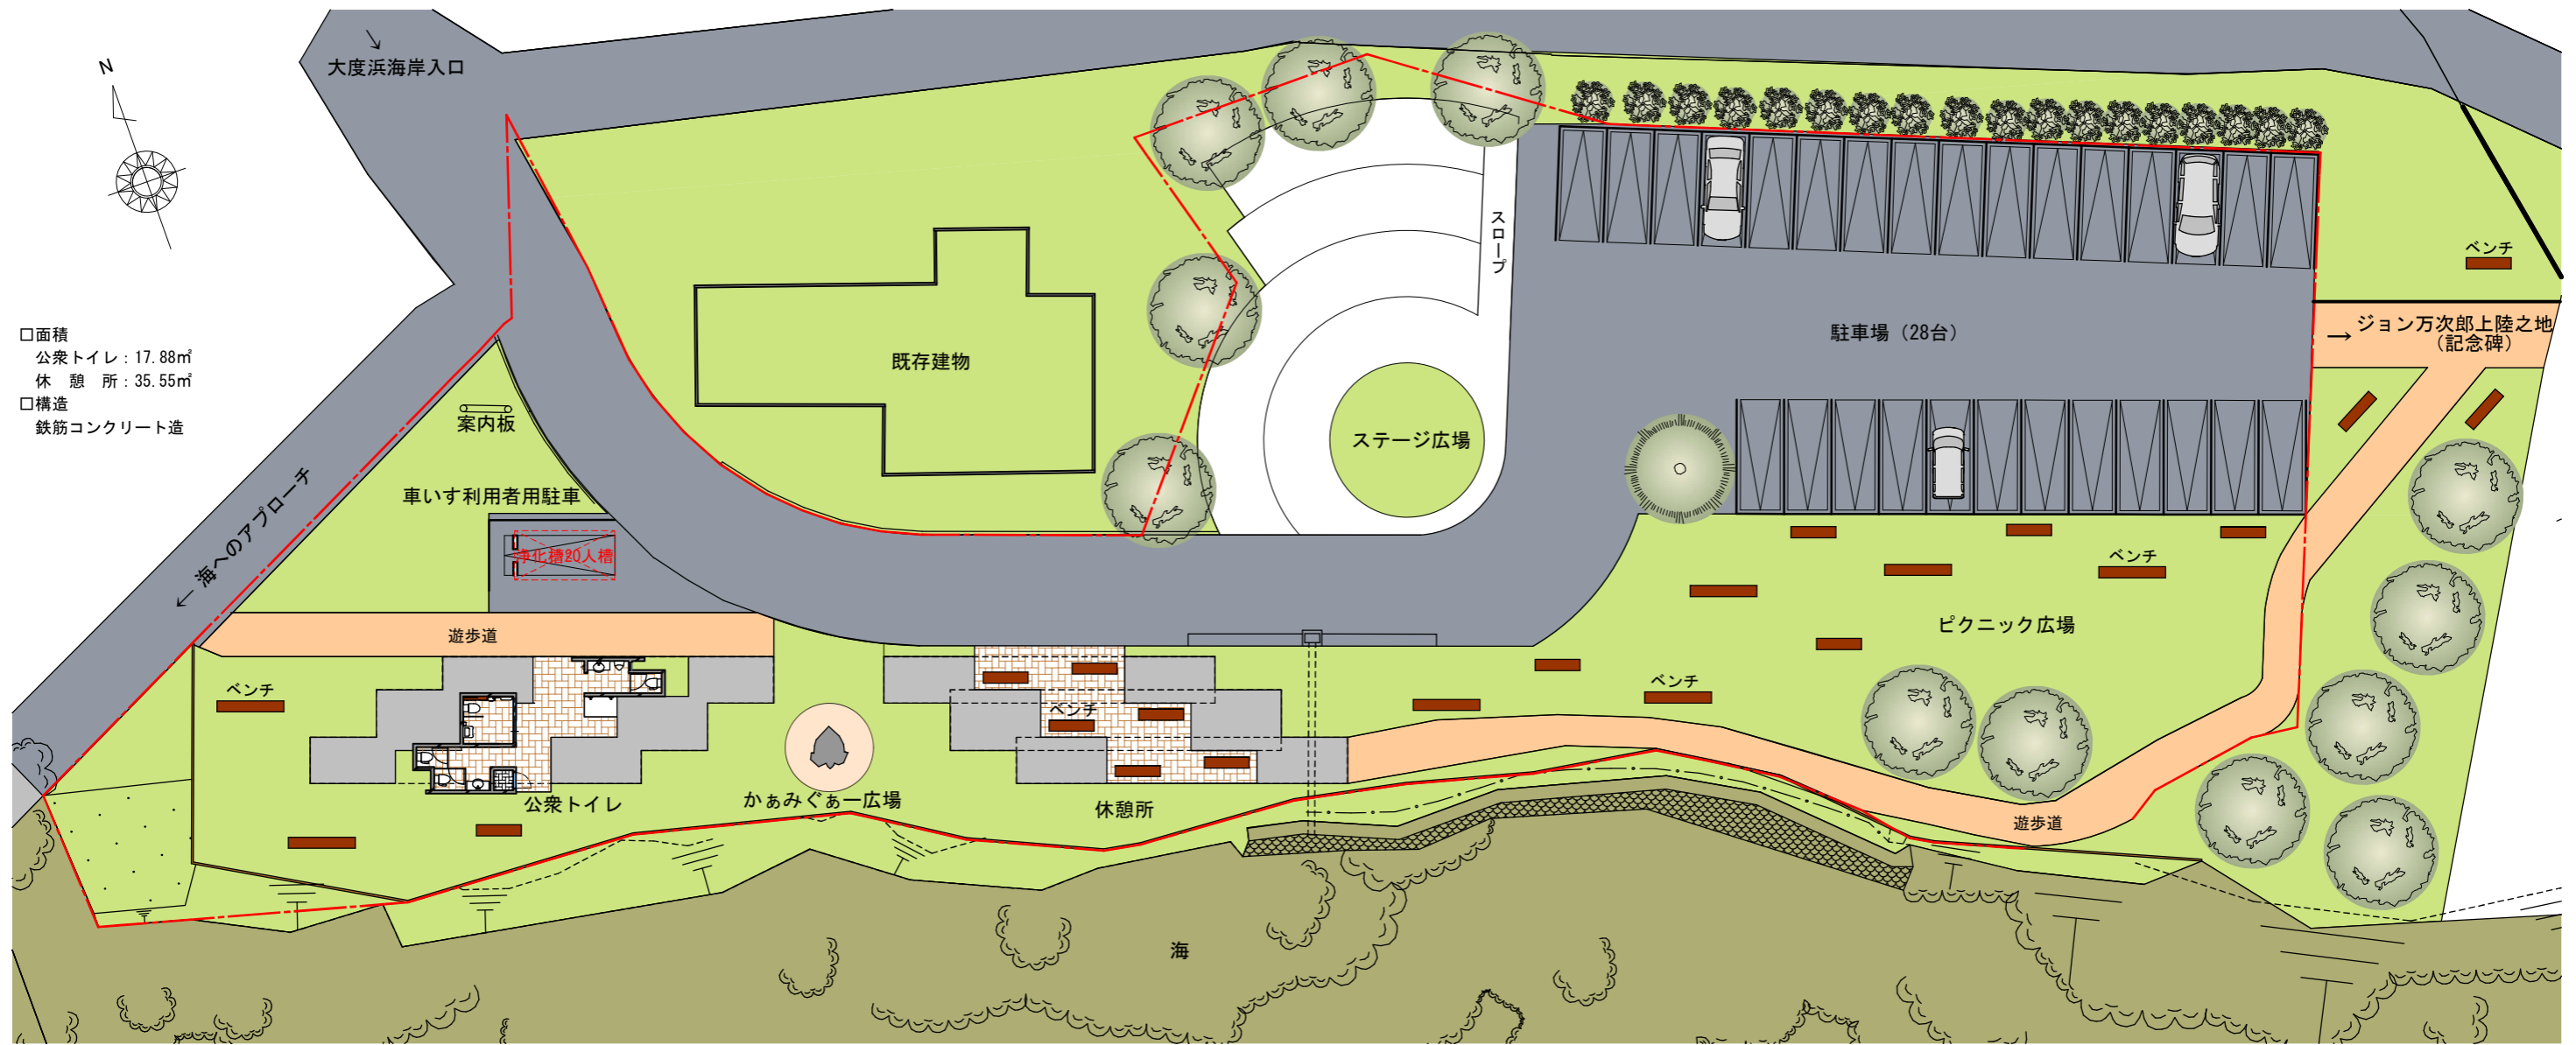 ↘
大度浜海岸入口
N
□面積
公衆トイレ：17.88㎡
休　憩　所：35.55㎡
□構造
鉄筋コンクリート造
案内板
車いす利用者用駐車
浄化槽20人槽
← 海へのアプローチ
遊歩道
ベンチ
公衆トイレ
かぁみぐぁー広場
既存建物
スロープ
ステージ広場
駐車場（28台）
ベンチ
→ ジョン万次郎上陸之地
（記念碑）
ベンチ
ピクニック広場
ベンチ
ベンチ
休憩所
遊歩道
海